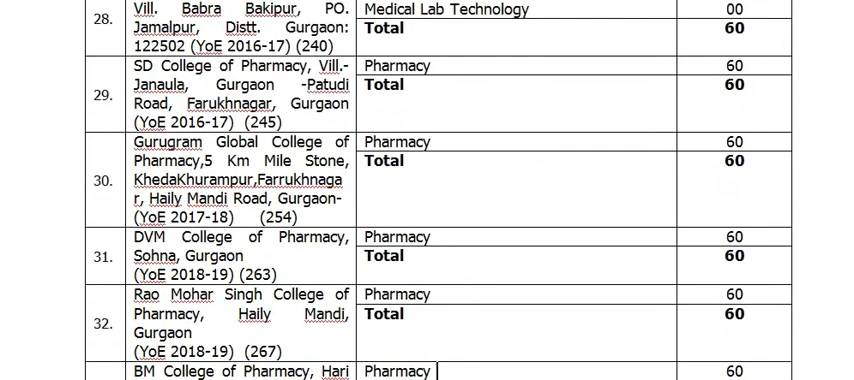 28.
Vill. Babra Bakipur, PO.
Jamalpur, Distt. Gurgaon:
122502 (YoE 2016-17) (240)
Medical Lab Technology 00
Total 60
29.
SD College of Pharmacy, Vill.-
Janaula, Gurgaon -Patudi
Road, Farukhnagar, Gurgaon
(YoE 2016-17) (245)
Pharmacy 60
Total 60
30.
Gurugram Global College of
Pharmacy,5 Km Mile Stone,
KhedaKhurampur,Farrukhnaga
r, Haily Mandi Road, Gurgaon-
(YoE 2017-18) (254)
Pharmacy 60
Total 60
31.
DVM College of Pharmacy,
Sohna, Gurgaon
(YoE 2018-19) (263)
Pharmacy 60
Total 60
32.
Rao Mohar Singh College of
Pharmacy, Haily Mandi,
Gurgaon
(YoE 2018-19) (267)
Pharmacy 60
Total 60
BM College of Pharmacy, Hari
Pharmacy 60